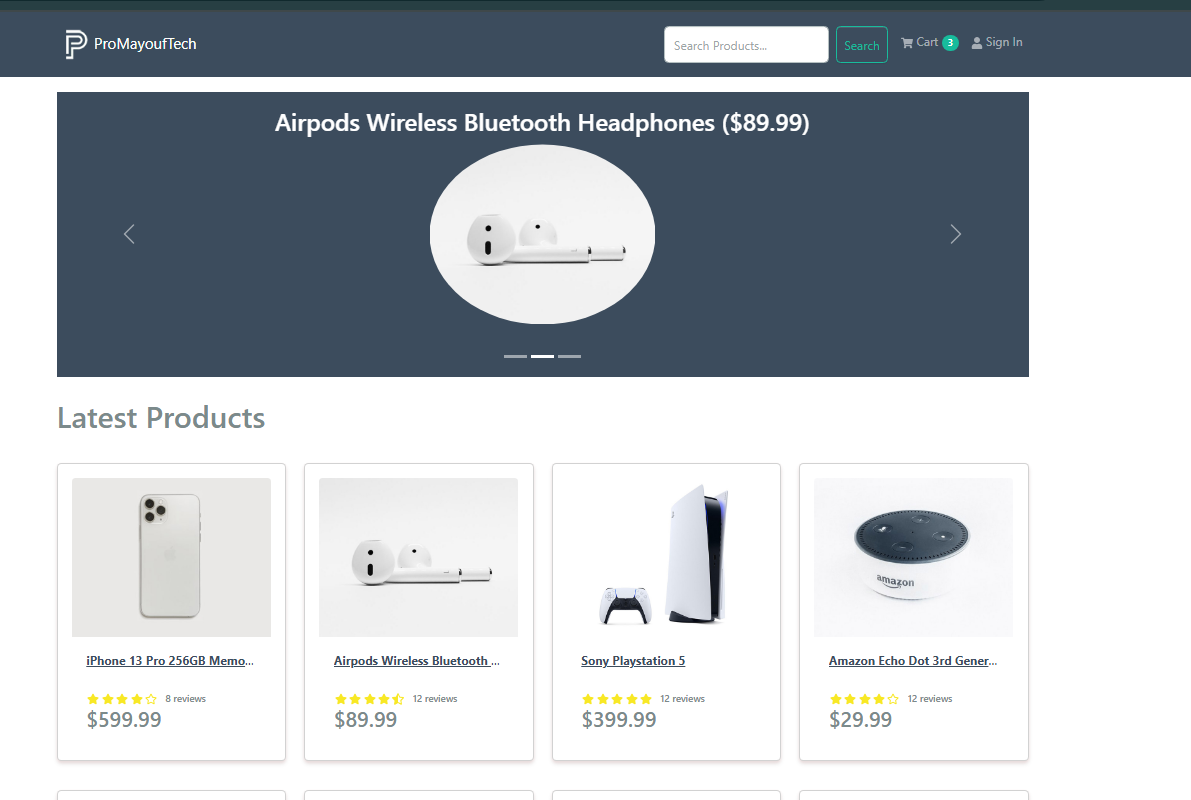 ProMayoufTech
Search Products...
Search
Cart 3
Sign In
Airpods Wireless Bluetooth Headphones ($89.99)
Latest Products
amazon
iPhone 13 Pro 256GB Memo...
Airpods Wireless Bluetooth ...
Sony Playstation 5
Amazon Echo Dot 3rd Gener...
8 reviews
12 reviews
12 reviews
12 reviews
$599.99
$89.99
$399.99
$29.99